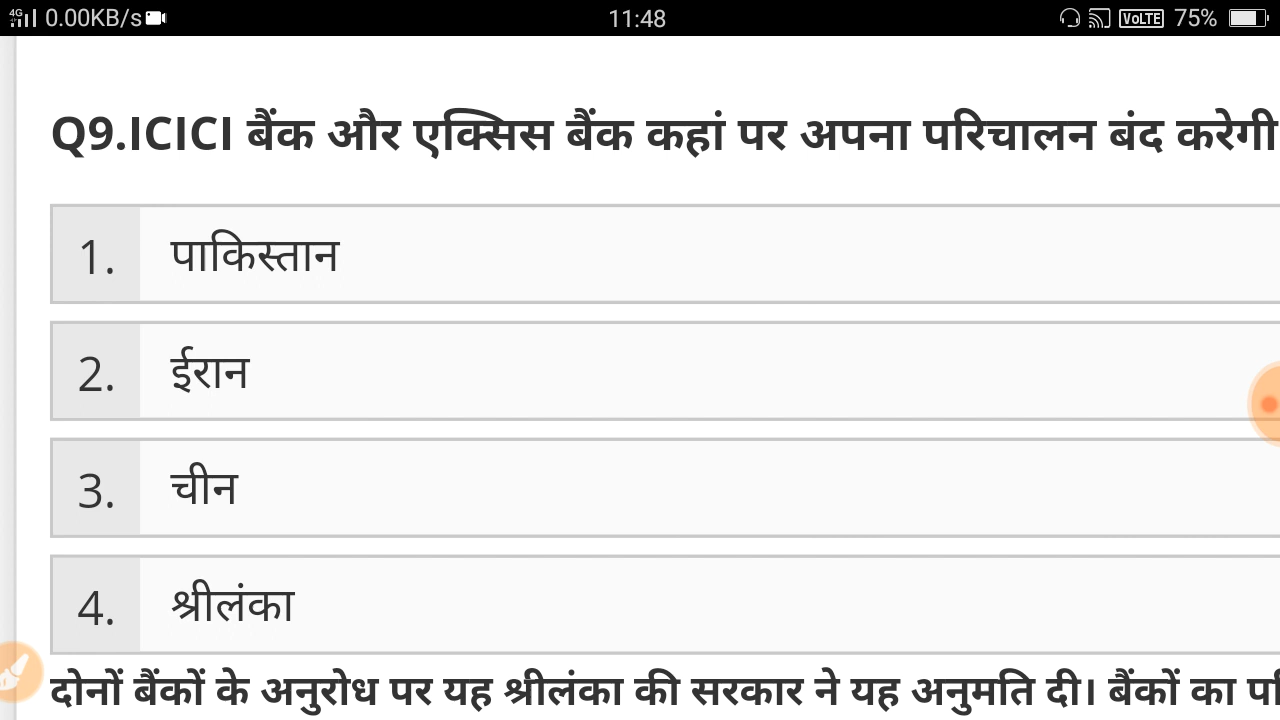 4G 0.00KB/s 11:48 VoLTE 75%
Q9.ICICI बैंक और एक्सिस बैंक कहां पर अपना परिचालन बंद करेगी
1. पाकिस्तान
2. ईरान
3. चीन
4. श्रीलंका
दोनों बैंकों के अनुरोध पर यह श्रीलंका की सरकार ने यह अनुमति दी। बैंकों का